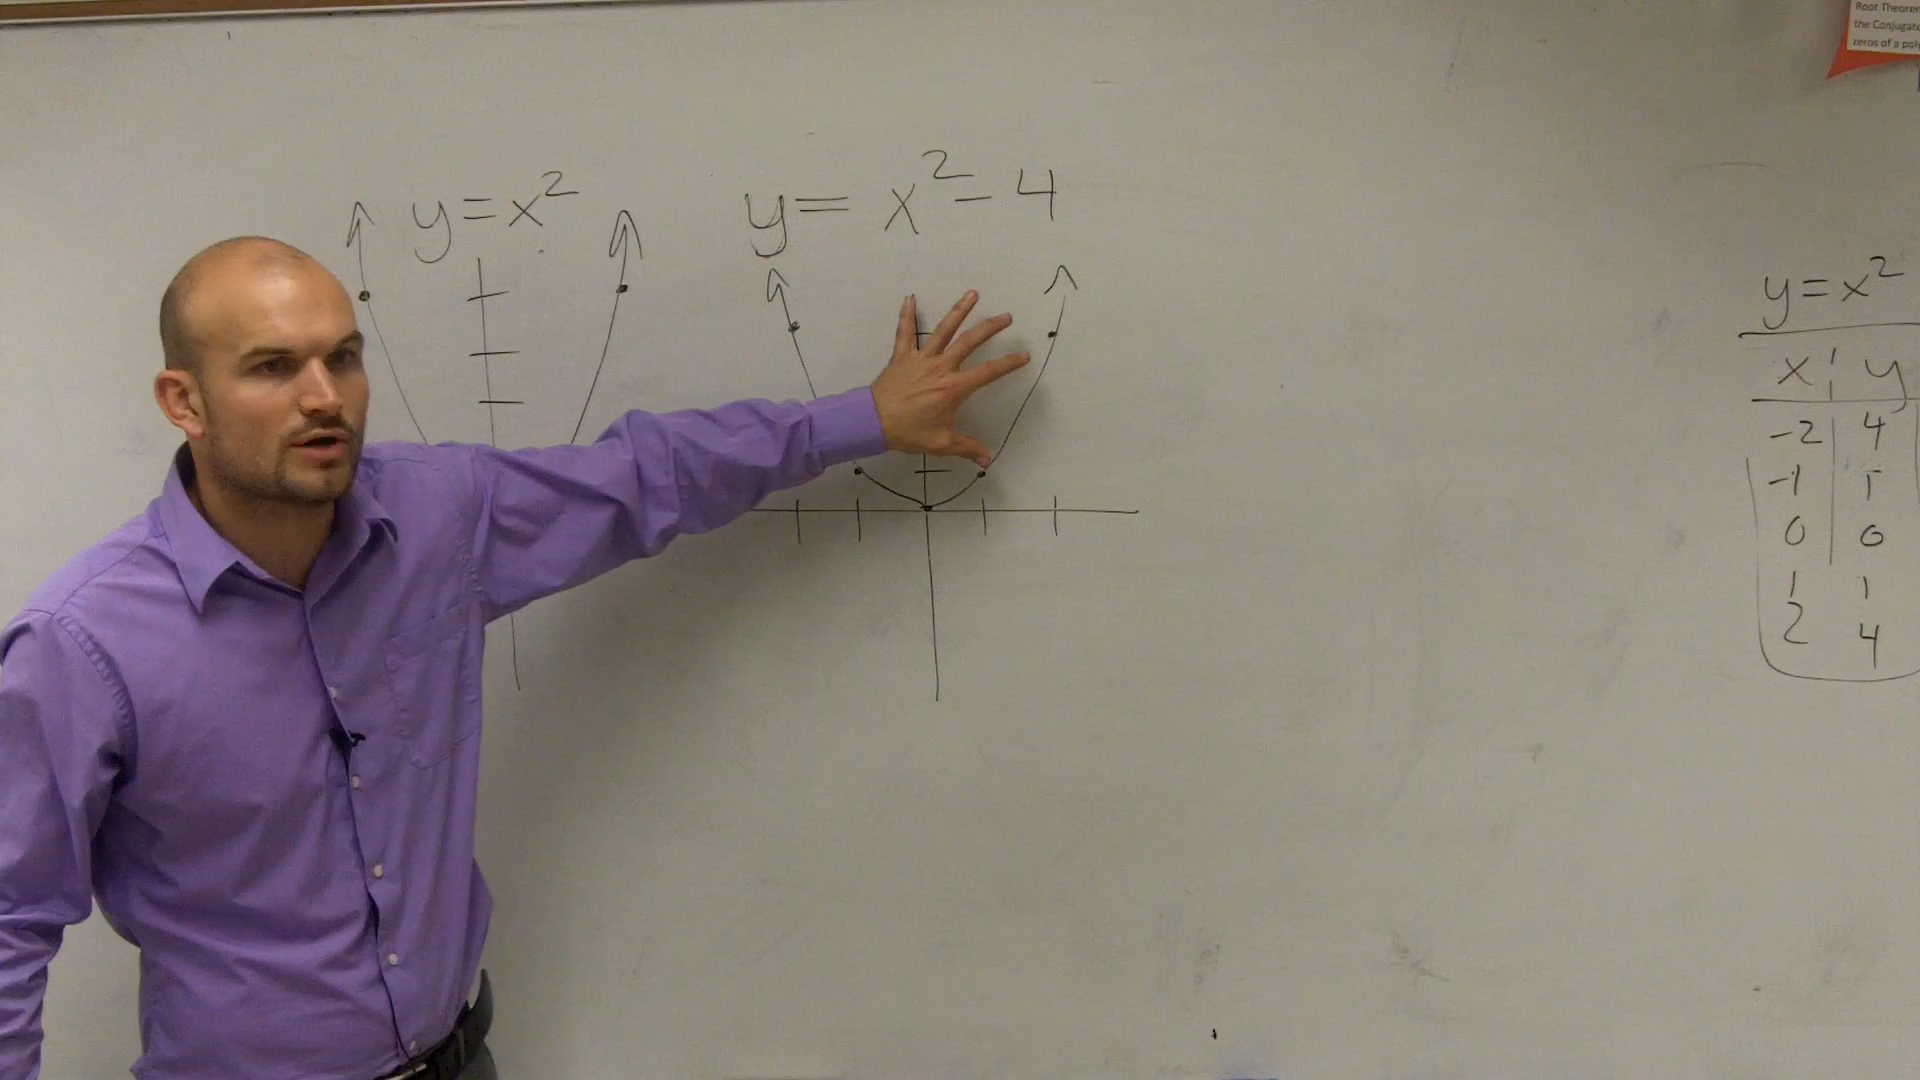 y=x²
y= x²-4
Root Theorem
the Conjugate
zeros of a poly
y=x²
x y
-2 4
-1 1
0 0
1 1
2 4